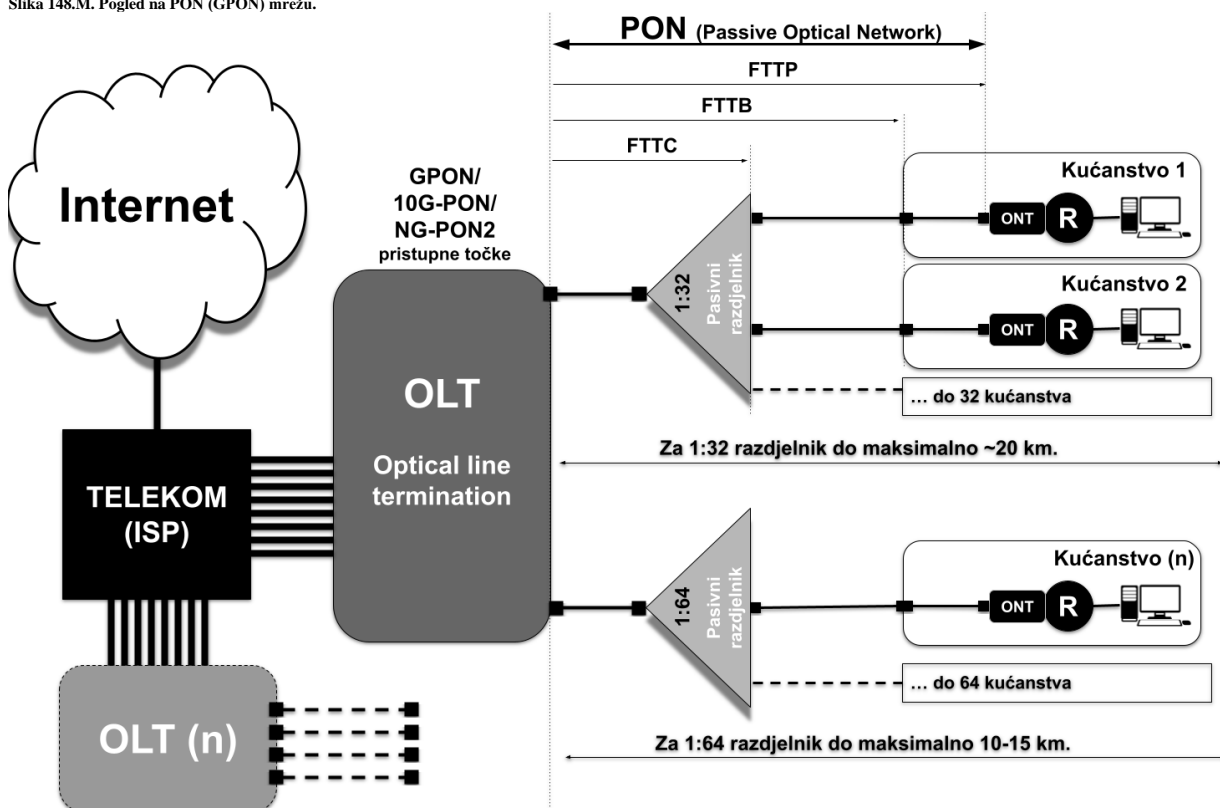 Slika 148.M. Pogled na PON (GPON) mrežu.
PON (Passive Optical Network)
FTTP
FTTB
FTTC
Internet
GPON/
10G-PON/
NG-PON2
pristupne točke
OLT
Optical line
termination
TELEKOM
(ISP)
OLT (n)
1:32
Pasivni
razdjelnik
Kućanstvo 1
ONT
R
Kućanstvo 2
ONT
R
... do 32 kućanstva
Za 1:32 razdjelnik do maksimalno ~20 km.
1:64
Pasivni
razdjelnik
Kućanstvo (n)
ONT
R
... do 64 kućanstva
Za 1:64 razdjelnik do maksimalno 10-15 km.